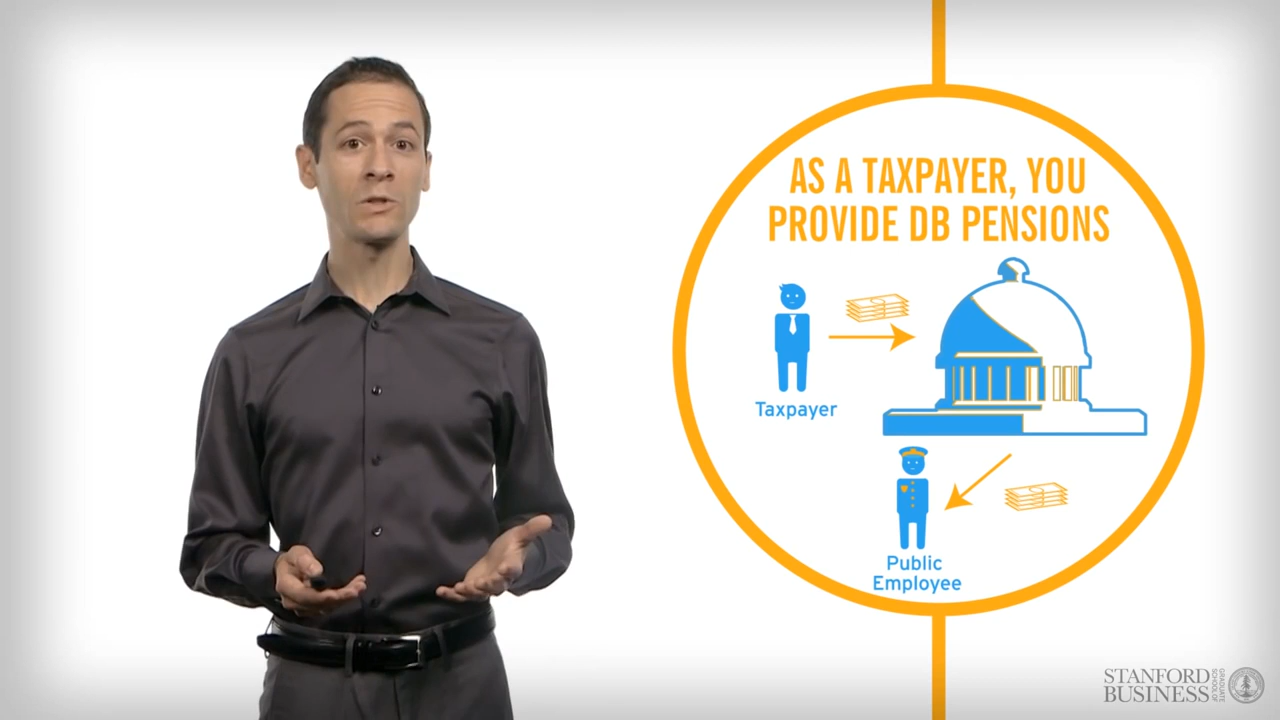 AS A TAXPAYER, YOU
PROVIDE DB PENSIONS
Taxpayer
Public
Employee
STANFORD
BUSINESS
GRADUATE
SCHOOL OF